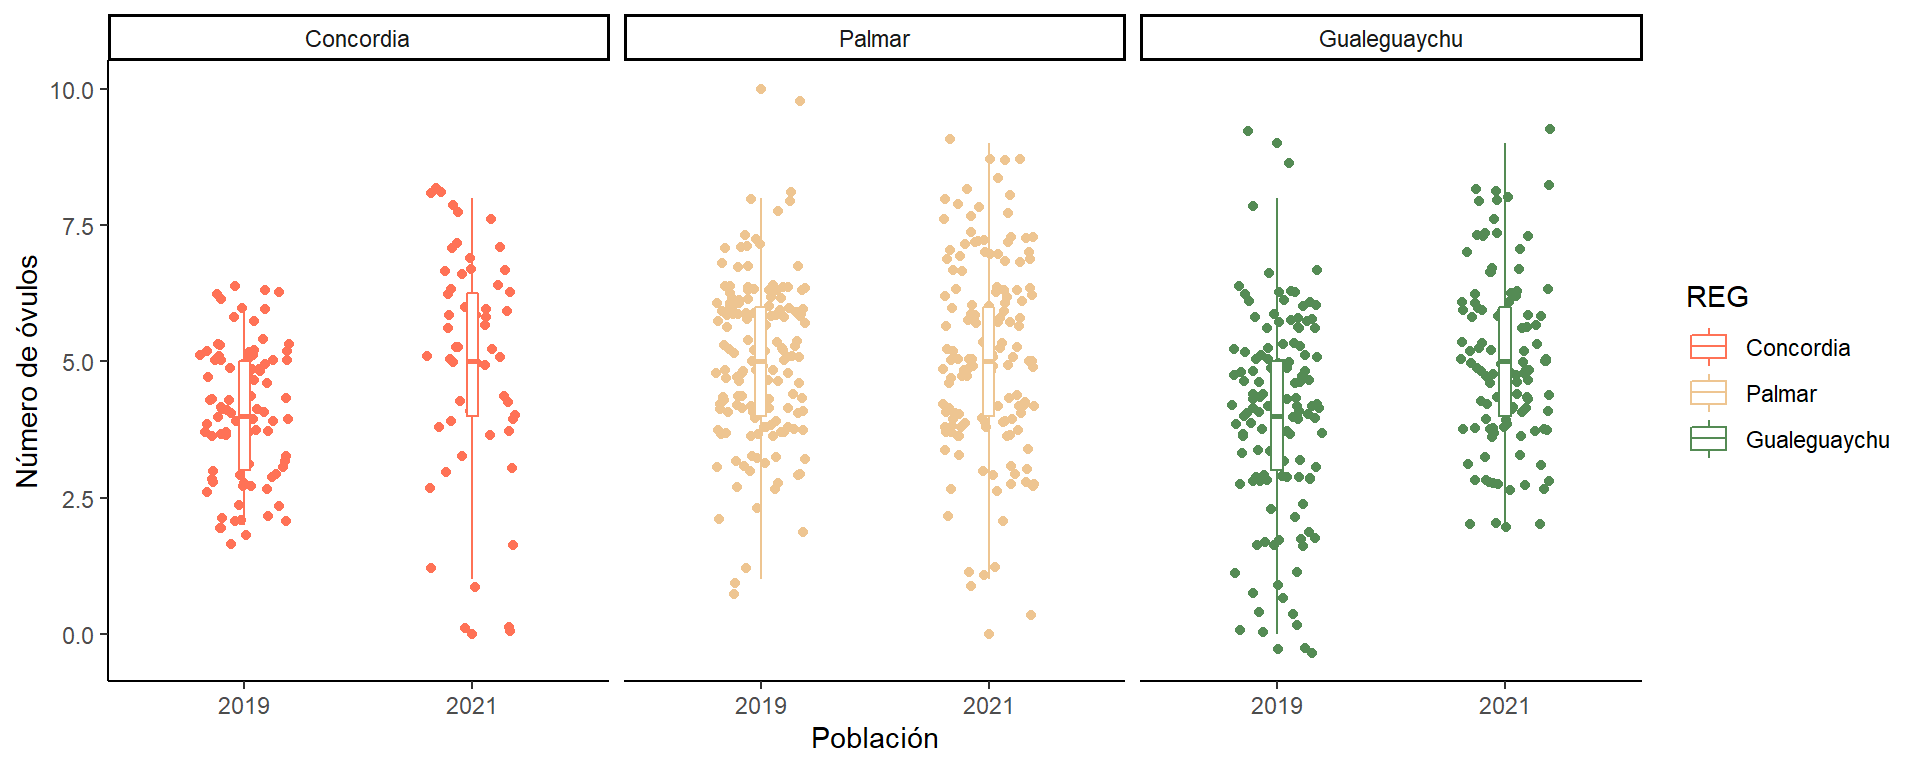 Concordia
Palmar
Gualeguaychu
10.0
7.5
5.0
2.5
0.0
Número de óvulos
2019
2021
2019
2021
2019
2021
Población
REG
Concordia
Palmar
Gualeguaychu